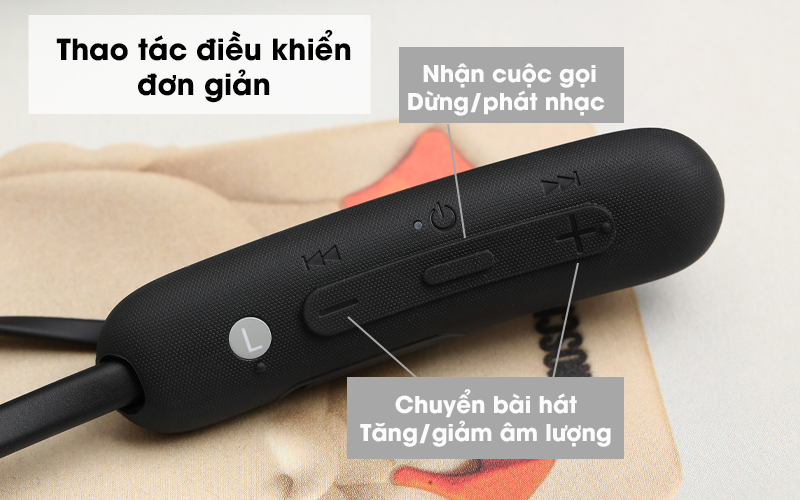 Thao tác điều khiển
đơn giản
Nhận cuộc gọi
Dừng/phát nhạc
L
Chuyển bài hát
Tăng/giảm âm lượng